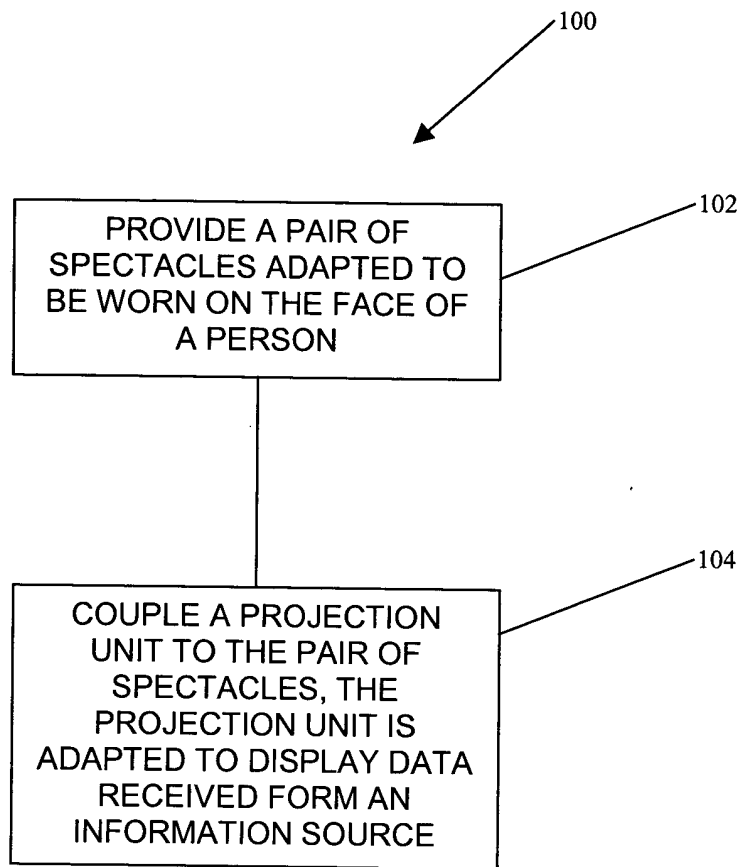 100
102
PROVIDE A PAIR OF
SPECTACLES ADAPTED TO
BE WORN ON THE FACE OF
A PERSON
104
COUPLE A PROJECTION
UNIT TO THE PAIR OF
SPECTACLES, THE
PROJECTION UNIT IS
ADAPTED TO DISPLAY DATA
RECEIVED FORM AN
INFORMATION SOURCE